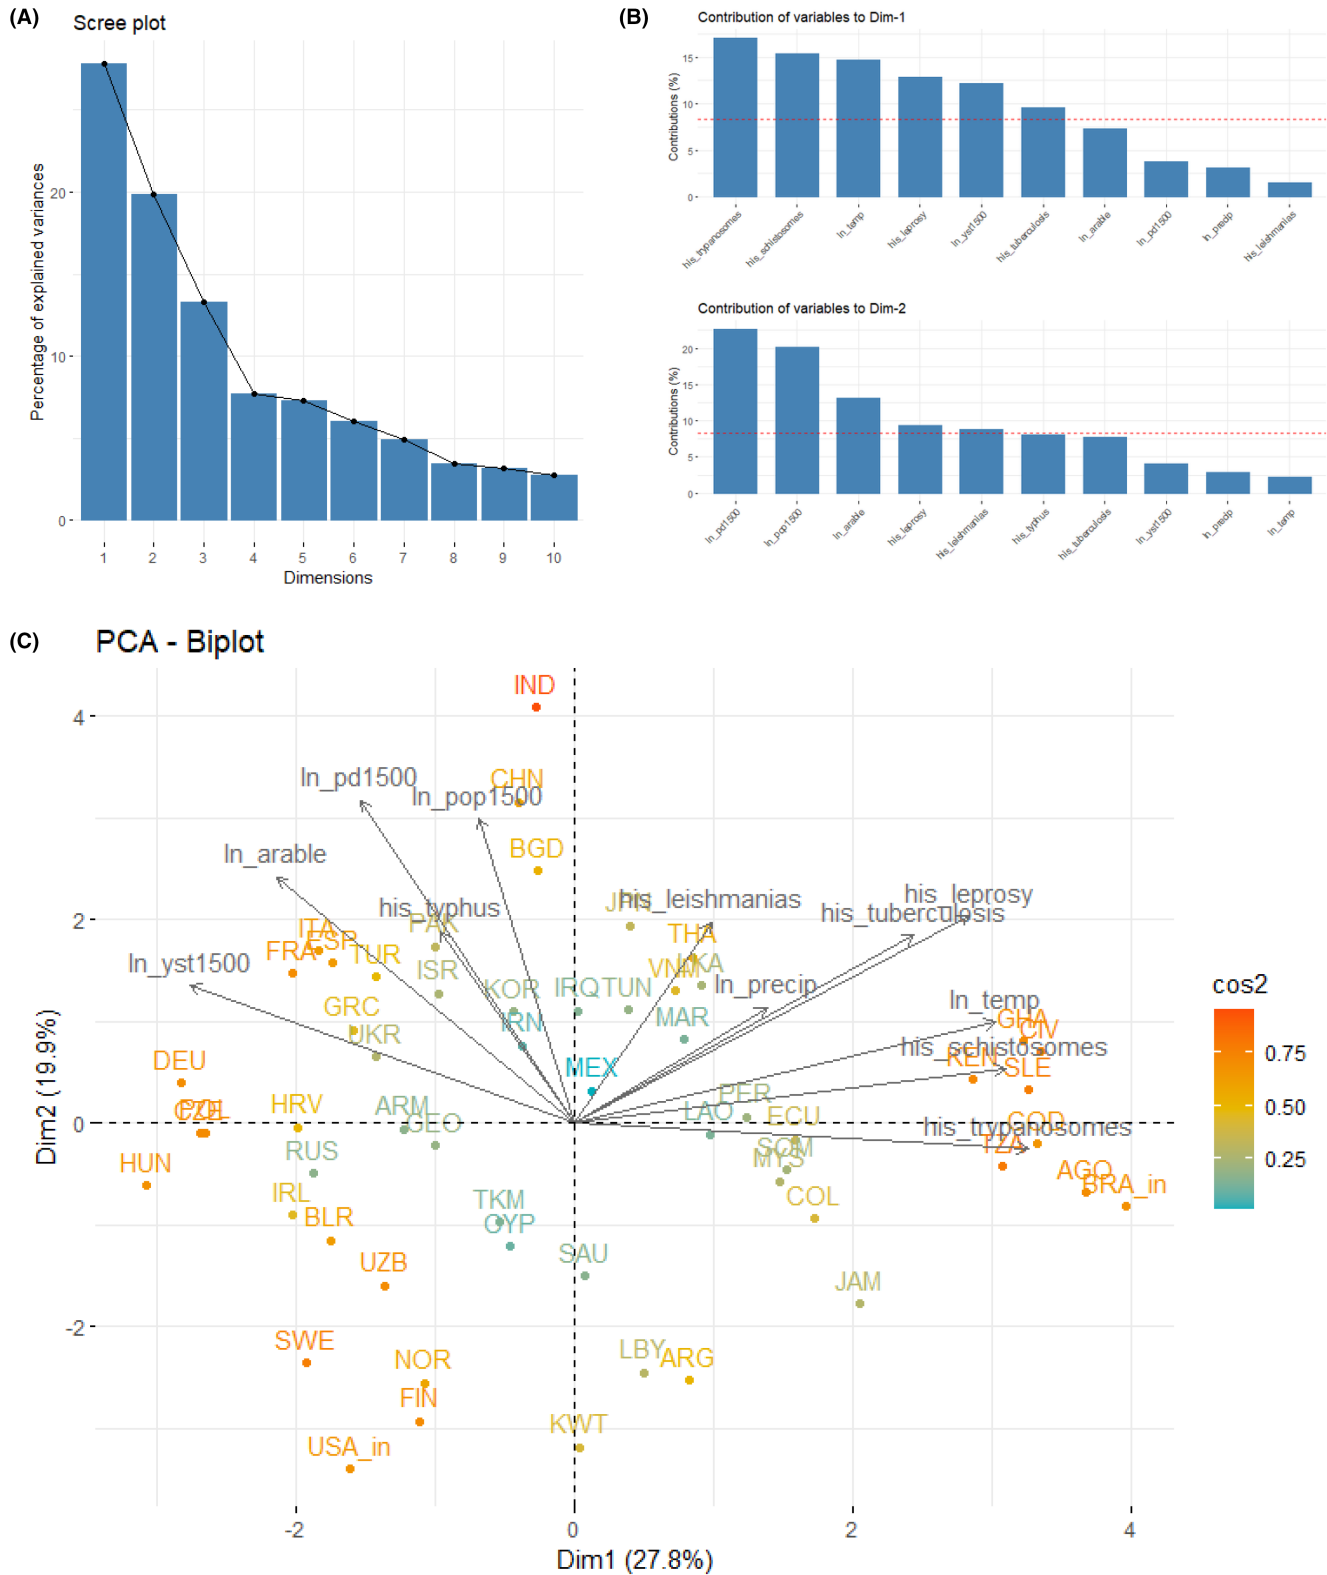 (A)
Scree plot
Percentage of explained variances
20
10
0
1 2 3 4 5 6 7 8 9 10
Dimensions
(B)
Contribution of variables to Dim-1
Contributions (%)
15
10
5
0
his_trypanosomes
his_schistosomes
ln_temp
his_leprosy
ln_yst1500
his_tuberculosis
ln_arable
ln_pd1500
ln_precip
his_leishmanias
Contribution of variables to Dim-2
Contributions (%)
20
15
10
5
0
ln_pd1500
ln_pop1500
ln_arable
his_leprosy
his_leishmanias
his_typhus
his_tuberculosis
ln_yst1500
ln_precip
ln_temp
(C)
PCA - Biplot
IND
4
ln_pd1500
CHN
ln_pop1500
ln_arable
BGD
his_typhus
JPN
his_leishmanias
his_leprosy
his_tuberculosis
2
PAK
ITA
ESP
FRA
TUR
THA
ln_yst1500
ISR
VNM
LKA
KOR
IRQ
TUN
ln_precip
GRC
IRN
MAR
ln_temp
GHA
CIV
UKR
his_schistosomes
KEN
SLE
DEU
MEX
PER
CZE
POL
HRV
ARM
GEO
LAO
ECU
COD
his_trypanosomes
0
TZA
RUS
SOM
MYS
HUN
AGO
BRA_in
IRL
BLR
TKM
CYP
COL
UZB
SAU
JAM
-2
SWE
NOR
LBY
ARG
FIN
KWT
USA_in
-2
0
2
4
Dim1 (27.8%)
Dim2 (19.9%)
cos2
0.75
0.50
0.25